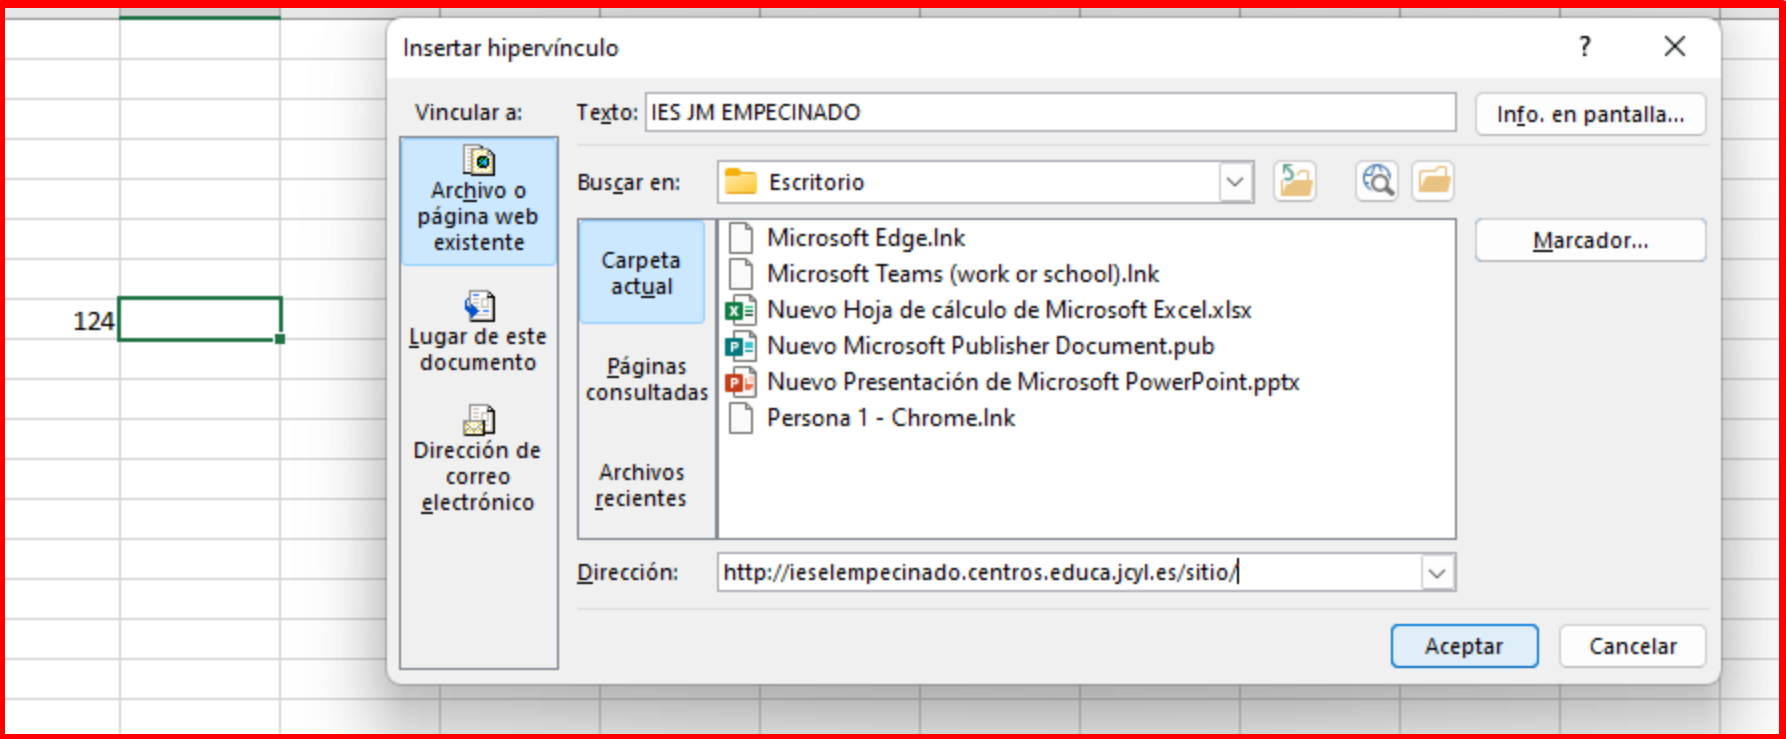 Insertar hipervínculo
?
Vincular a:
Texto: IES JM EMPECINADO
Info. en pantalla...
Archivo o
página web
existente
Buscar en: Escritorio
Carpeta
actual
Microsoft Edge.lnk
Microsoft Teams (work or school).lnk
Nuevo Hoja de cálculo de Microsoft Excel.xlsx
Nuevo Microsoft Publisher Document.pub
Nuevo Presentación de Microsoft PowerPoint.pptx
Persona 1 - Chrome.lnk
Marcador...
124
Lugar de este
documento
Páginas
consultadas
Dirección de
correo
electrónico
Archivos
recientes
Dirección: http://ieselempecinado.centros.educa.jcyl.es/sitio/
Aceptar
Cancelar